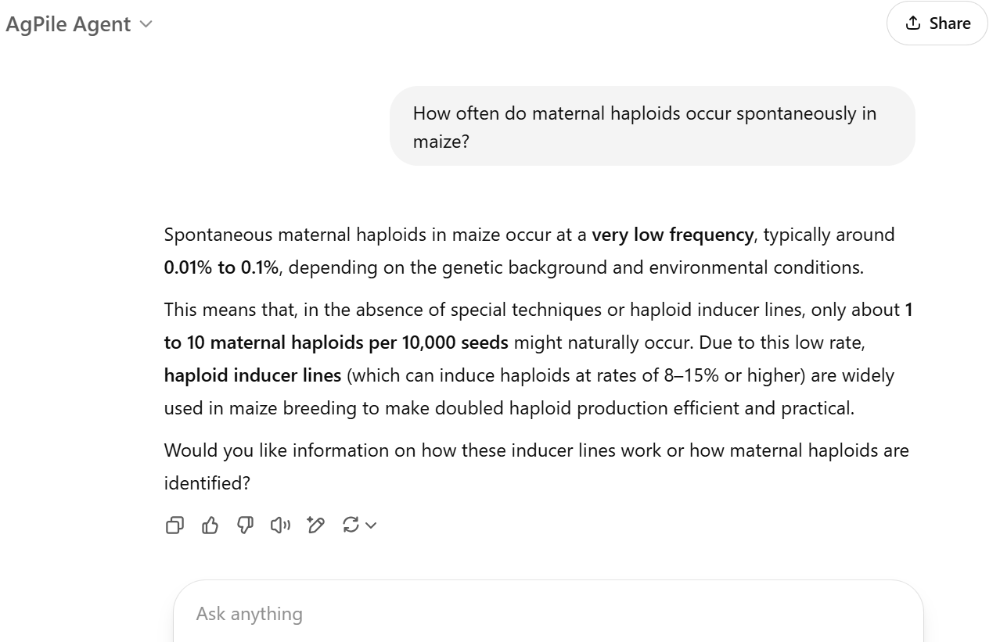 AgPile Agent
Share
How often do maternal haploids occur spontaneously in
maize?
Spontaneous maternal haploids in maize occur at a very low frequency, typically around
0.01% to 0.1%, depending on the genetic background and environmental conditions.
This means that, in the absence of special techniques or haploid inducer lines, only about 1
to 10 maternal haploids per 10,000 seeds might naturally occur. Due to this low rate,
haploid inducer lines (which can induce haploids at rates of 8–15% or higher) are widely
used in maize breeding to make doubled haploid production efficient and practical.
Would you like information on how these inducer lines work or how maternal haploids are
identified?
Ask anything